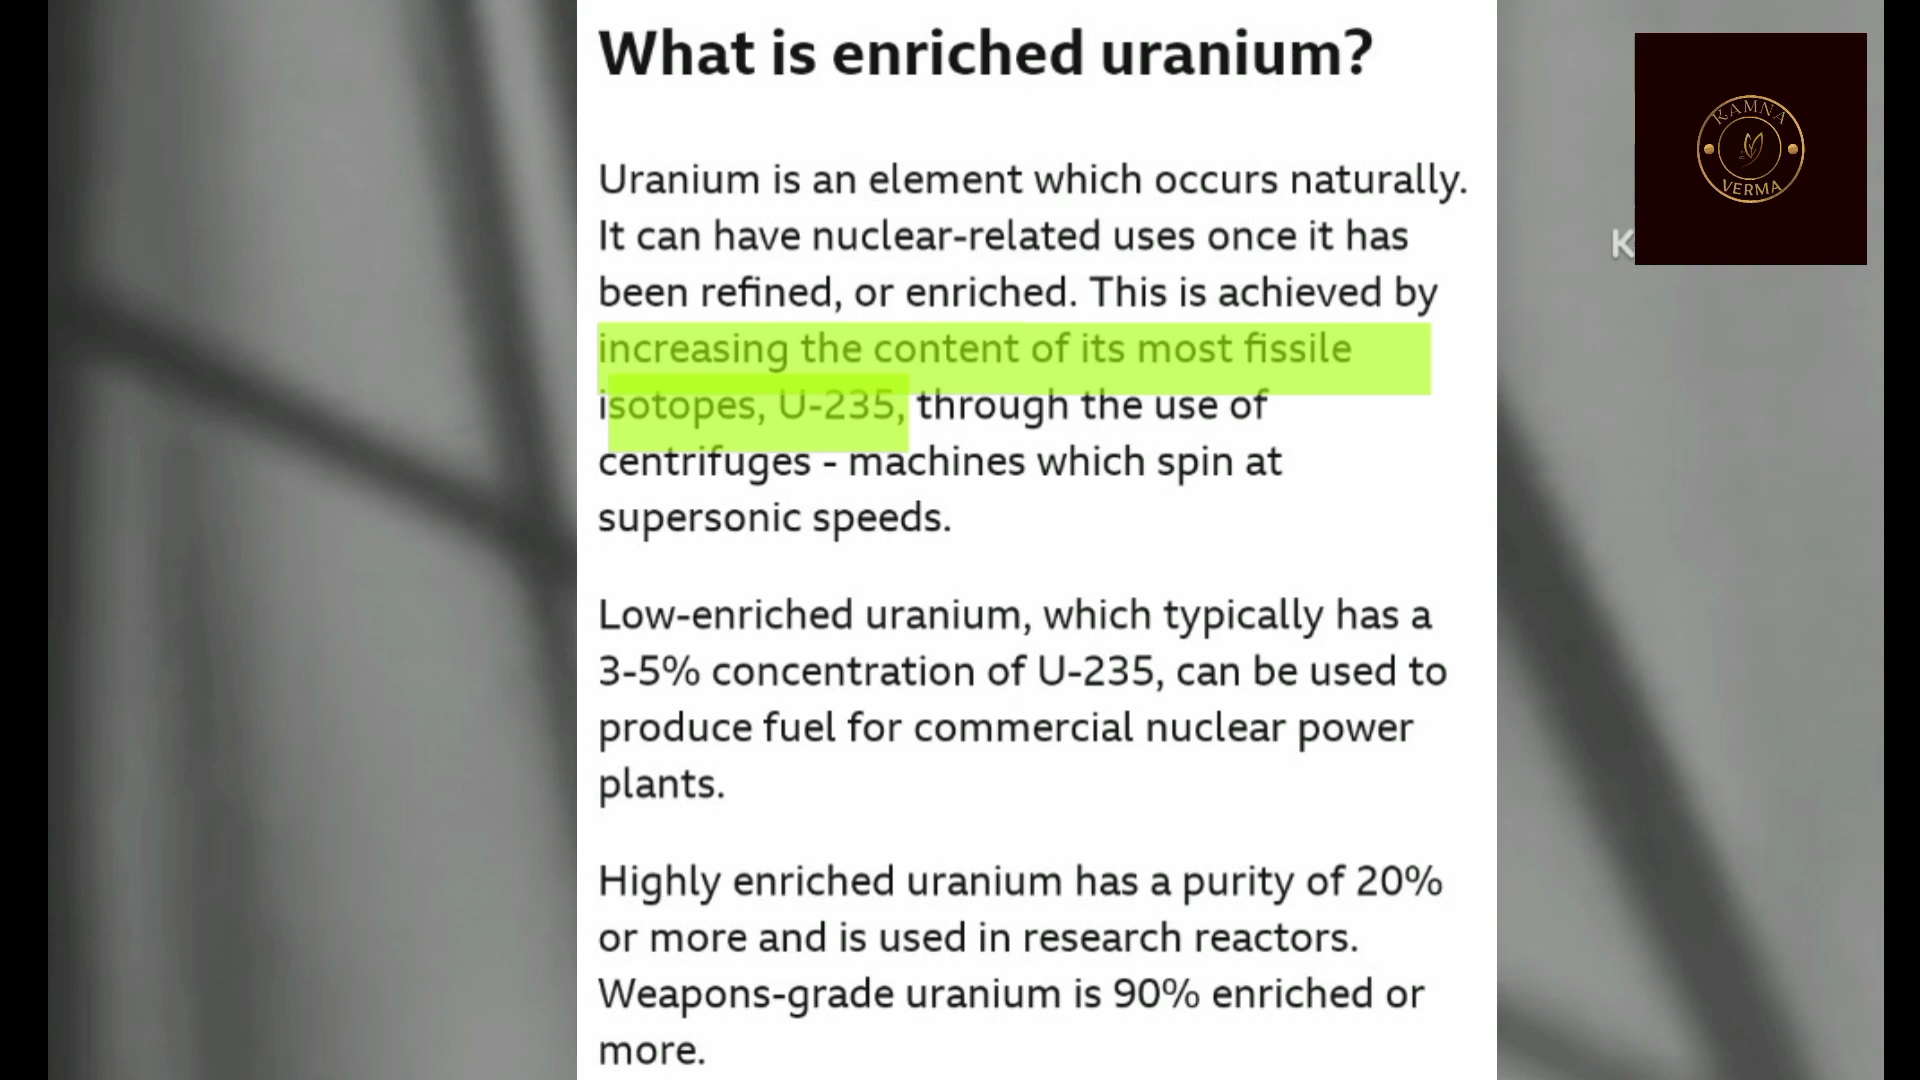 What is enriched uranium?
Uranium is an element which occurs naturally.
It can have nuclear-related uses once it has
been refined, or enriched. This is achieved by
increasing the content of its most fissile
isotopes, U-235, through the use of
centrifuges - machines which spin at
supersonic speeds.
Low-enriched uranium, which typically has a
3-5% concentration of U-235, can be used to
produce fuel for commercial nuclear power
plants.
Highly enriched uranium has a purity of 20%
or more and is used in research reactors.
Weapons-grade uranium is 90% enriched or
more.
KAMNA
VERMA
K